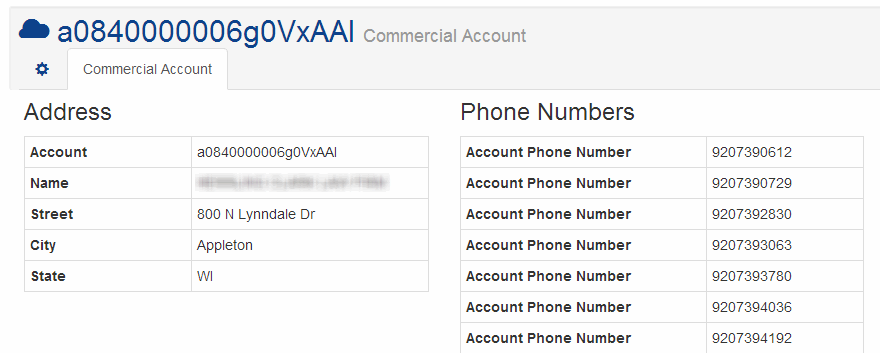 a0840000006g0VxAAI Commercial Account
Commercial Account
Address
Account a0840000006g0VxAAI
Name
Street 800 N Lynndale Dr
City Appleton
State WI
Phone Numbers
Account Phone Number 9207390612
Account Phone Number 9207390729
Account Phone Number 9207392830
Account Phone Number 9207393063
Account Phone Number 9207393780
Account Phone Number 9207394036
Account Phone Number 9207394192